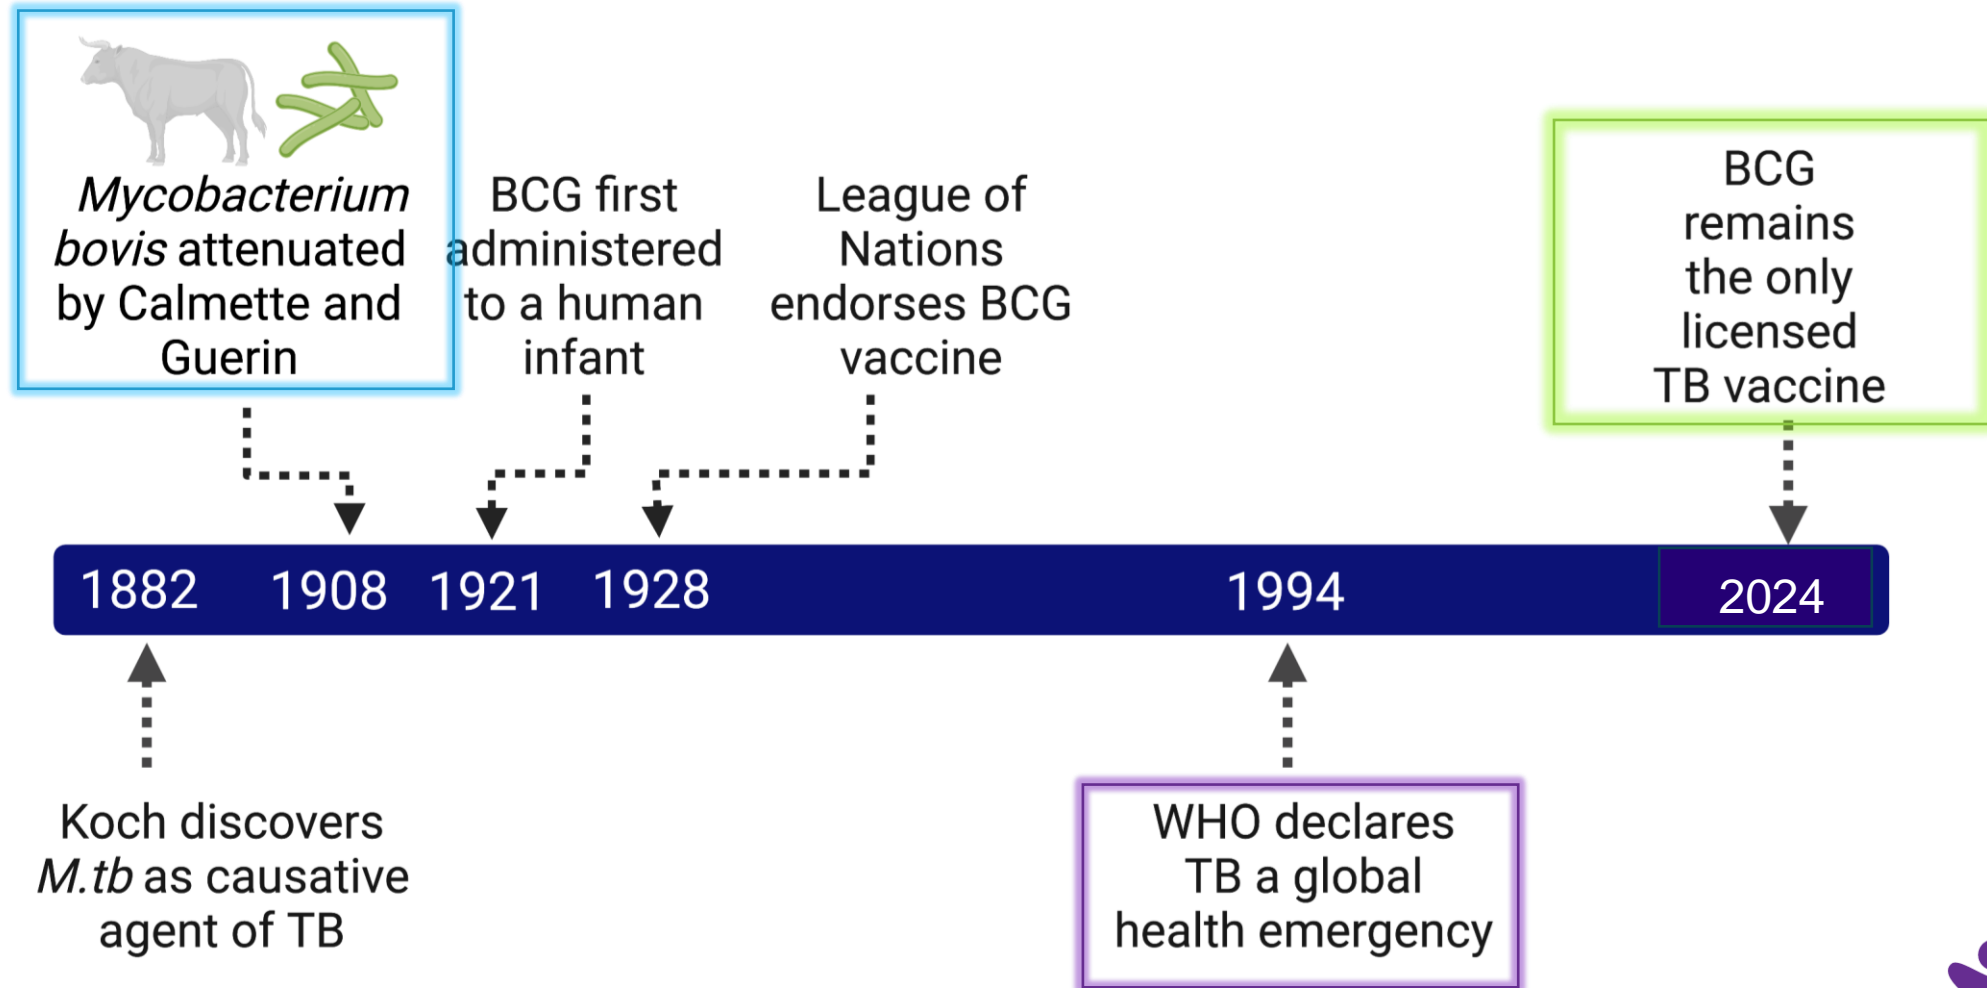 Mycobacterium
bovis attenuated
by Calmette and
Guerin
BCG first
administered
to a human
infant
League of
Nations
endorses BCG
vaccine
BCG
remains
the only
licensed
TB vaccine
1882
1908
1921
1928
1994
2024
Koch discovers
M.tb as causative
agent of TB
WHO declares
TB a global
health emergency